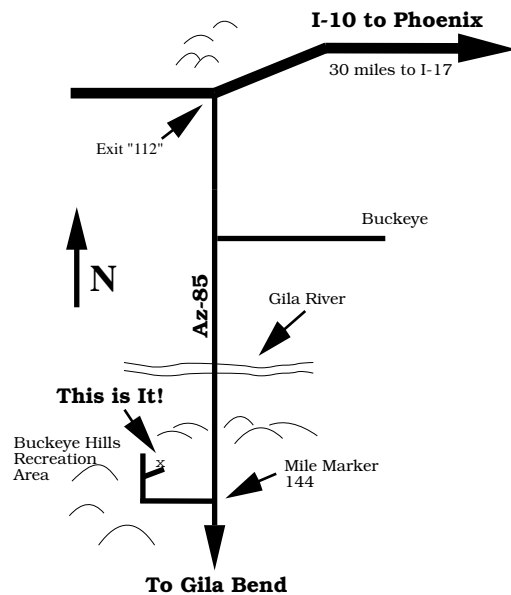 I-10 to Phoenix
30 miles to I-17
Exit "112"
Buckeye
N
Az-85
Gila River
This is It!
Buckeye Hills
Recreation
Area
x
Mile Marker
144
To Gila Bend